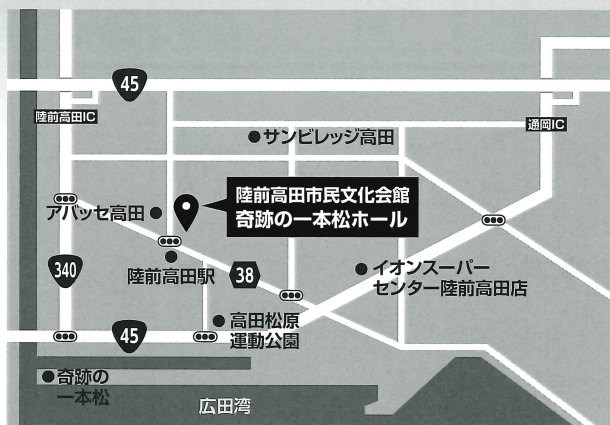 45
陸前高田IC
通岡IC
サンビレッジ高田
陸前高田市民文化会館
奇跡の一本松ホール
アバッセ高田
340
陸前高田駅
38
イオンスーパー
センター陸前高田店
高田松原
運動公園
45
奇跡の
一本松
広田湾